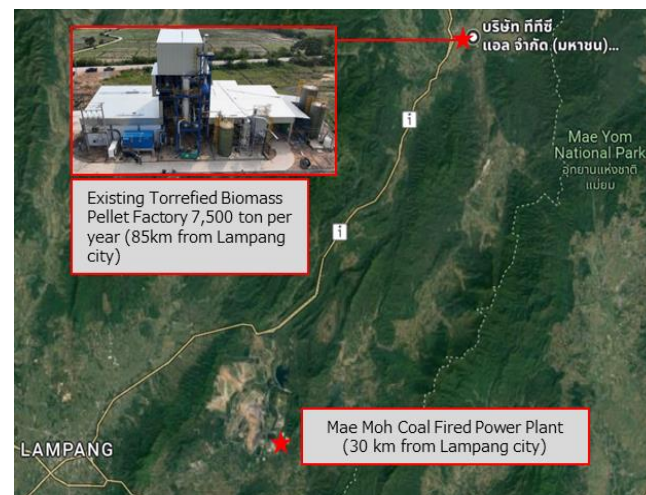 บริษัท ทีทีซี
แอล จำกัด (มหาชน)...
1
Mae Yom
National Park
อุทยานแห่งชาติ
แม่ยม
Existing Torrefied Biomass
Pellet Factory 7,500 ton per
year (85km from Lampang
city)
1
Mae Moh Coal Fired Power Plant
(30 km from Lampang city)
LAMPANG